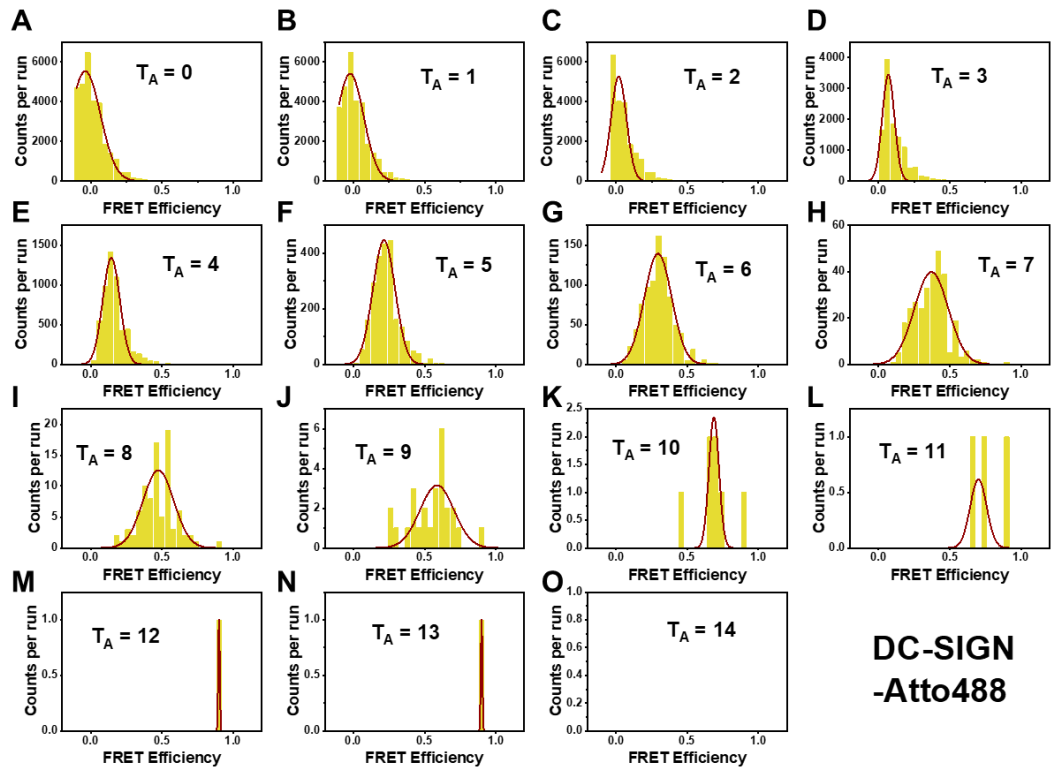 A
B
C
D
T_A = 0
T_A = 1
T_A = 2
T_A = 3
Counts per run
6000
4000
2000
0
0.0 0.5 1.0
FRET Efficiency
Counts per run
6000
4000
2000
0
0.0 0.5 1.0
FRET Efficiency
Counts per run
6000
4000
2000
0
0.0 0.5 1.0
FRET Efficiency
Counts per run
4000
3000
2000
1000
0
0.0 0.5 1.0
FRET Efficiency
E
F
G
H
T_A = 4
T_A = 5
T_A = 6
T_A = 7
Counts per run
1500
1000
500
0
0.0 0.5 1.0
FRET Efficiency
Counts per run
400
200
0
0.0 0.5 1.0
FRET Efficiency
Counts per run
150
100
50
0
0.0 0.5 1.0
FRET Efficiency
Counts per run
60
40
20
0
0.0 0.5 1.0
FRET Efficiency
I
J
K
L
T_A = 8
T_A = 9
T_A = 10
T_A = 11
Counts per run
20
15
10
5
0
0.0 0.5 1.0
FRET Efficiency
Counts per run
6
4
2
0
0.0 0.5 1.0
FRET Efficiency
Counts per run
2.5
2.0
1.5
1.0
0.5
0.0
0.0 0.5 1.0
FRET Efficiency
Counts per run
1.0
0.5
0.0
0.0 0.5 1.0
FRET Efficiency
M
N
O
T_A = 12
T_A = 13
T_A = 14
Counts per run
1.0
0.5
0.0
0.0 0.5 1.0
FRET Efficiency
Counts per run
1.0
0.5
0.0
0.0 0.5 1.0
FRET Efficiency
Counts per run
1.0
0.8
0.6
0.4
0.2
0.0
0.0 0.5 1.0
FRET Efficiency
DC-SIGN
-Atto488